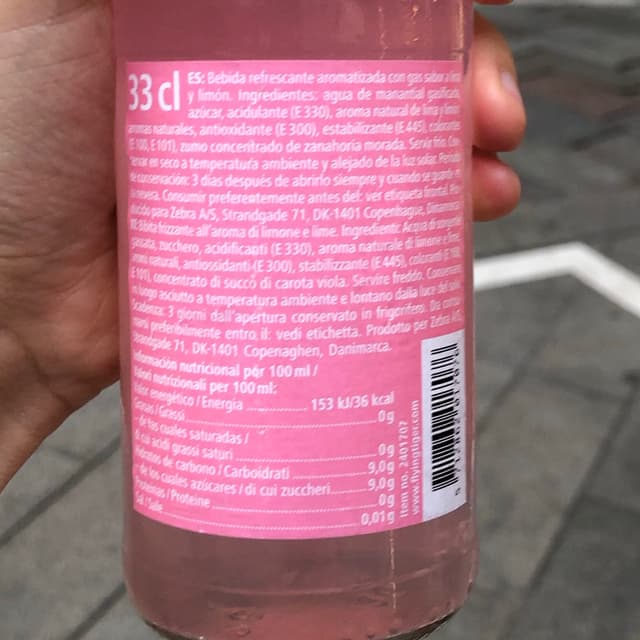 33 cl
ES: Bebida refrescante aromatizada con gas sabor a lima
y limón. Ingredientes: agua de manantial gasificada,
azúcar, acidulante (E 330), aroma natural de lima y limón
aromas naturales, antioxidante (E 300), estabilizante (E 445), colorantes
(E 100, E 101), zumo concentrado de zanahoria morada. Servir frío. Con-
servar en seco a temperatura ambiente y alejado de la luz solar. Periodo
de conservación: 3 días después de abrirlo siempre y cuando se guarde
la nevera. Consumir preferentemente antes del: ver etiqueta frontal.
para Zebra A/S, Strandgade 71, DK-1401 Copenhague, Dinamarca
IT: Bibita frizzante all'aroma di limone e lime. Ingredienti: Acqua di sorgente
gassata, zucchero, acidificanti (E 330), aroma naturale di limone e lime,
aromi naturali, antiossidanti (E 300), stabilizzante (E 445), coloranti (E 100,
E 101), concentrato di succo di carota viola. Servire freddo. Conservare
in luogo asciutto a temperatura ambiente e lontano dalla luce del sole.
Scadenza: 3 giorni dall'apertura conservato in frigorifero. Da consu-
marsi preferibilmente entro il: vedi etichetta. Prodotto per Zebra A/S,
Strandgade 71, DK-1401 Copenaghen, Danimarca.
Información nutricional por 100 ml /
Valori nutrizionali per 100 ml:
Valor energético / Energia 153 kJ/36 kcal
Grasas / Grassi 0 g
de las cuales saturadas /
di cui acidi grassi saturi 0 g
Hidratos de carbono / Carboidrati 9,0 g
de los cuales azúcares / di cui zuccheri 9,0 g
Proteínas / Proteine 0 g
Sal / Sale 0,01 g
Item no. 2401707
www.flyingtiger.com